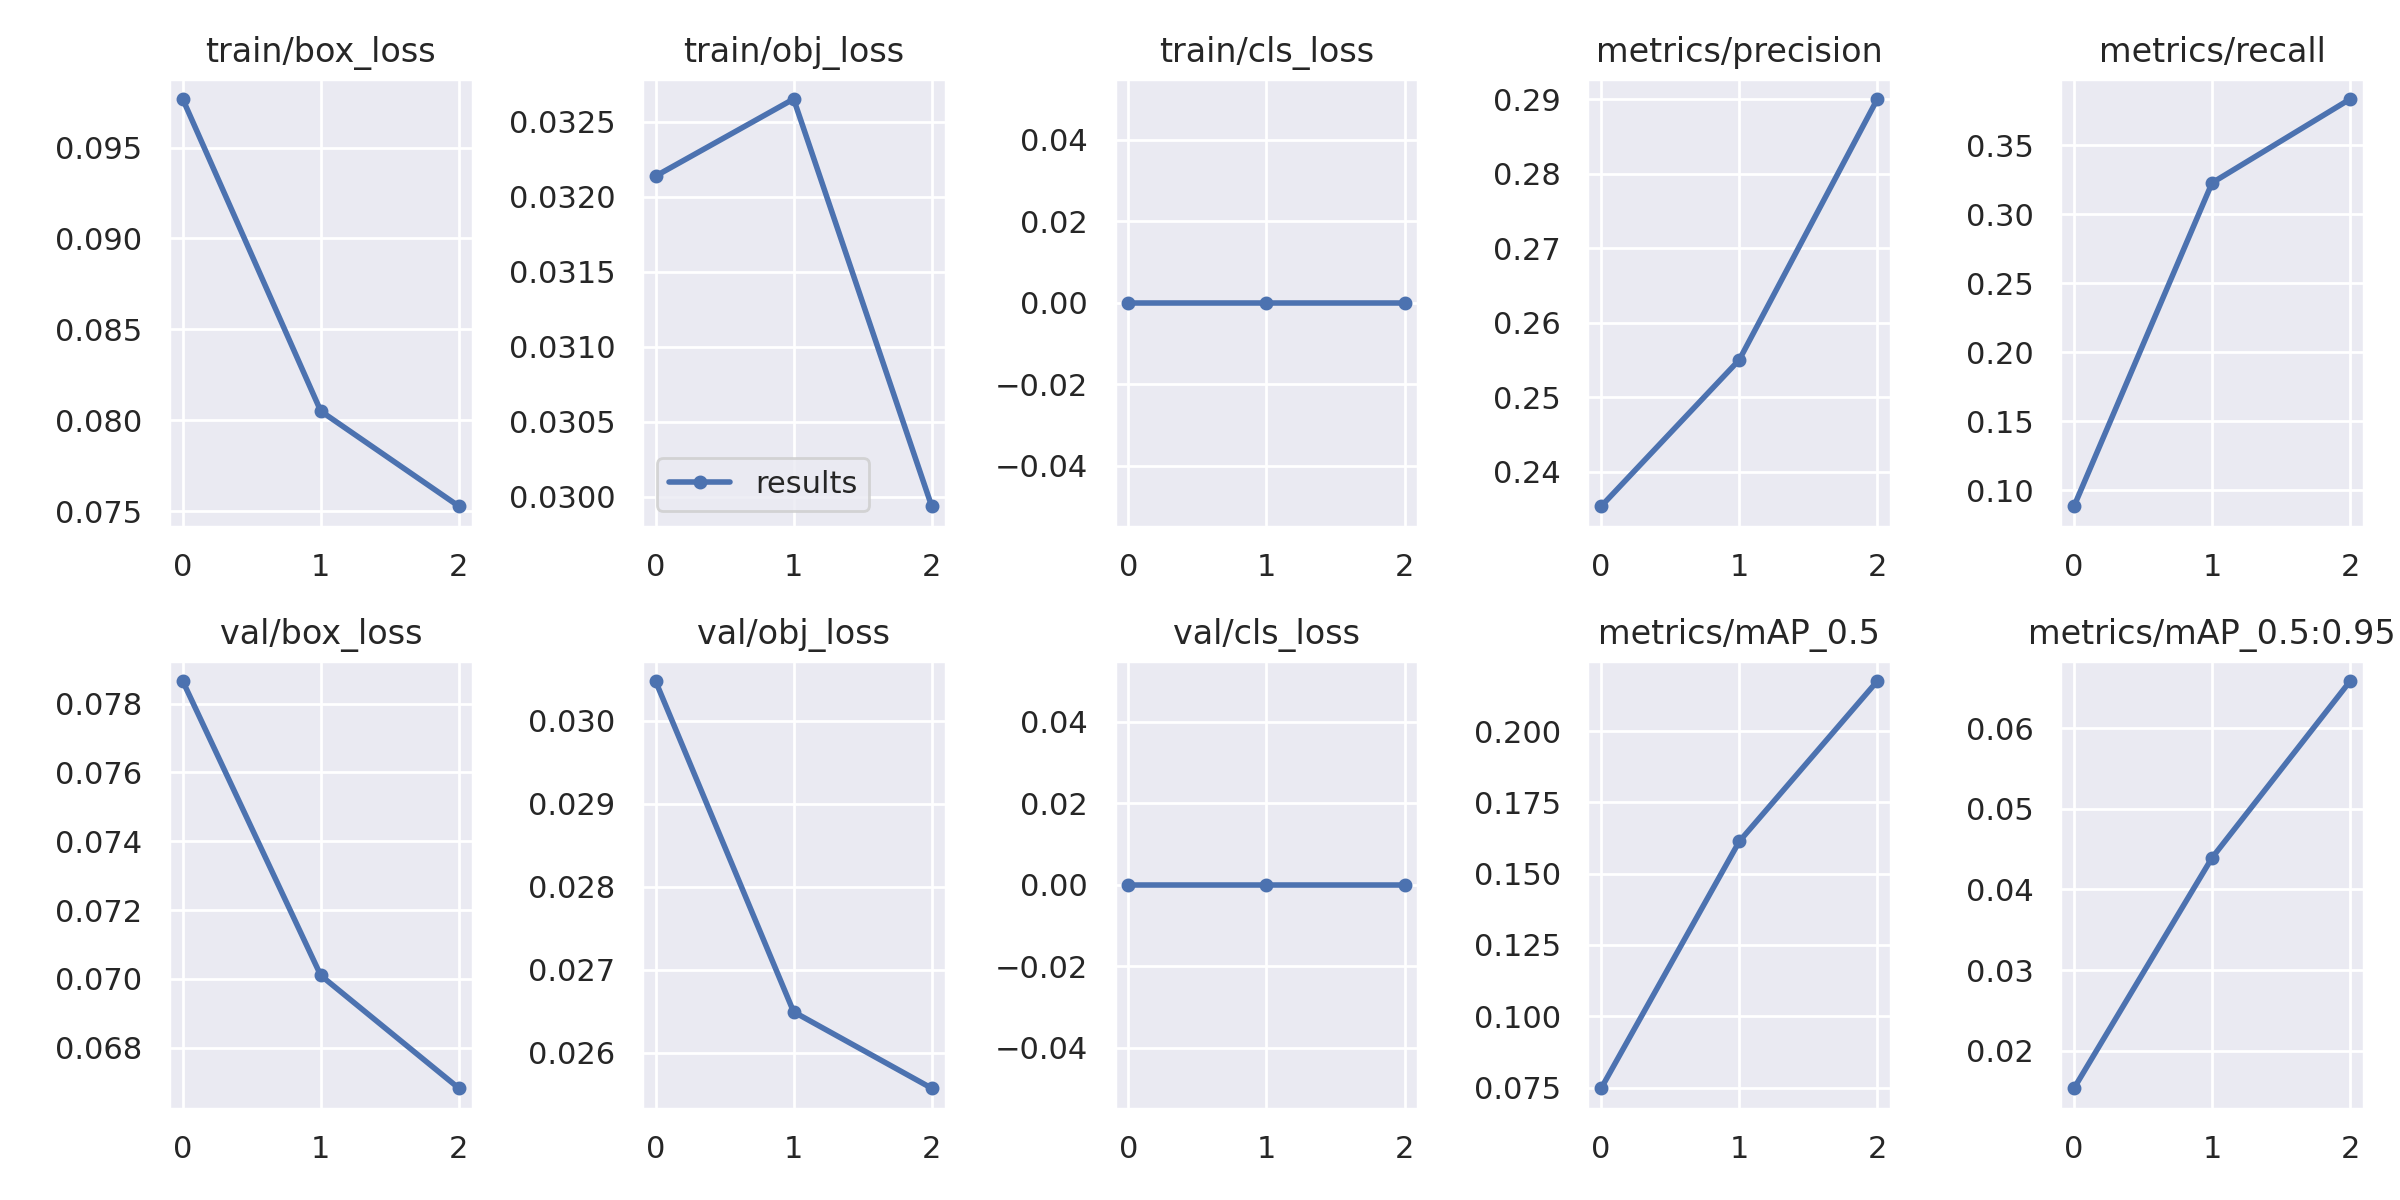 train/box_loss
0.095
0.090
0.085
0.080
0.075
0 1 2
train/obj_loss
0.0325
0.0320
0.0315
0.0310
0.0305
0.0300
results
0 1 2
train/cls_loss
0.04
0.02
0.00
−0.02
−0.04
0 1 2
metrics/precision
0.29
0.28
0.27
0.26
0.25
0.24
0 1 2
metrics/recall
0.35
0.30
0.25
0.20
0.15
0.10
0 1 2
val/box_loss
0.078
0.076
0.074
0.072
0.070
0.068
0 1 2
val/obj_loss
0.030
0.029
0.028
0.027
0.026
0 1 2
val/cls_loss
0.04
0.02
0.00
−0.02
−0.04
0 1 2
metrics/mAP_0.5
0.200
0.175
0.150
0.125
0.100
0.075
0 1 2
metrics/mAP_0.5:0.95
0.06
0.05
0.04
0.03
0.02
0 1 2